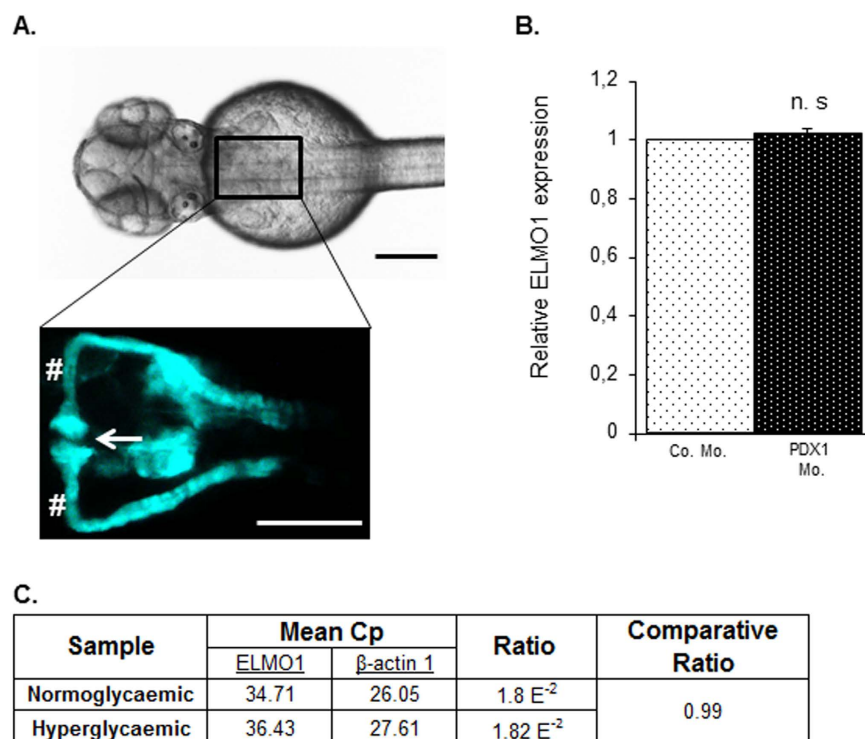 A.
#
#
B.
Relative ELMO1 expression
1,2
1
0,8
0,6
0,4
0,2
0
n. s
Co. Mo.
PDX1
Mo.
C.
Sample Mean Cp Ratio Comparative Ratio
ELMO1 β-actin 1
Normoglycaemic 34.71 26.05 1.8 E-2 0.99
Hyperglycaemic 36.43 27.61 1.82 E-2